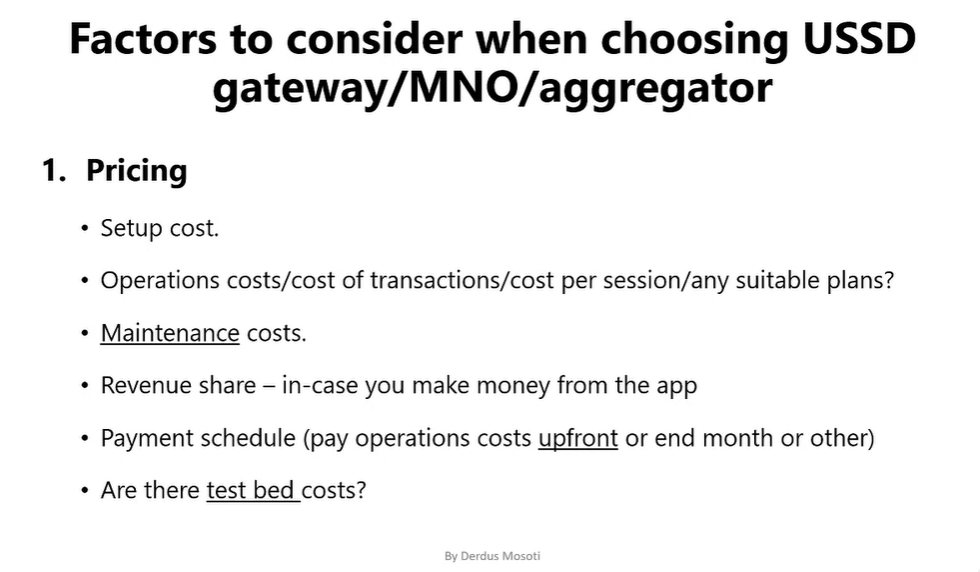 Factors to consider when choosing USSD
gateway/MNO/aggregator
1. Pricing
• Setup cost.
• Operations costs/cost of transactions/cost per session/any suitable plans?
• Maintenance costs.
• Revenue share – in-case you make money from the app
• Payment schedule (pay operations costs upfront or end month or other)
• Are there test bed costs?
By Derdus Mosoti